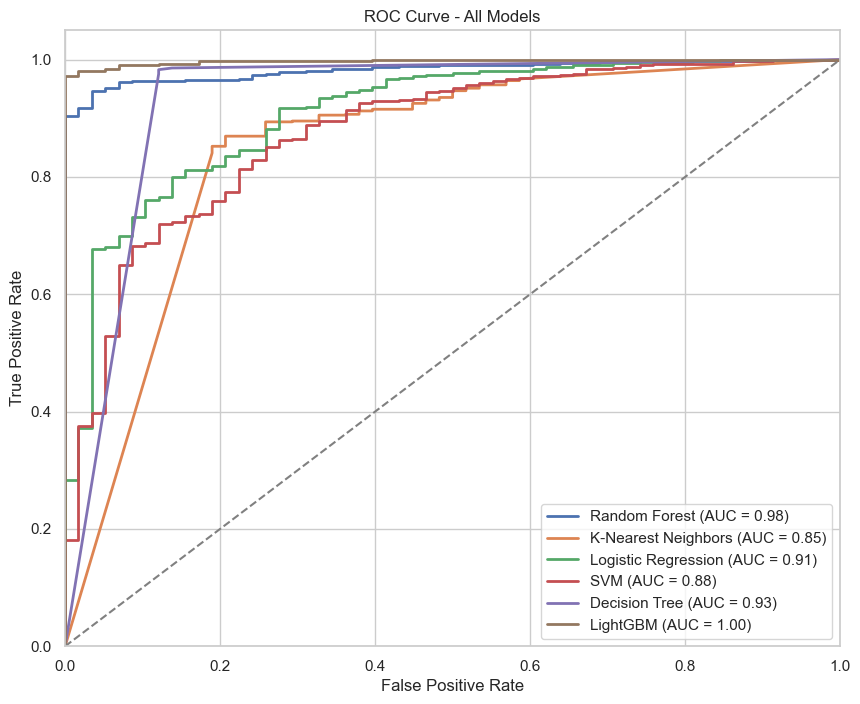 ROC Curve - All Models
True Positive Rate
1.0
0.8
0.6
0.4
0.2
0.0
0.0 0.2 0.4 0.6 0.8 1.0
False Positive Rate
Random Forest (AUC = 0.98)
K-Nearest Neighbors (AUC = 0.85)
Logistic Regression (AUC = 0.91)
SVM (AUC = 0.88)
Decision Tree (AUC = 0.93)
LightGBM (AUC = 1.00)